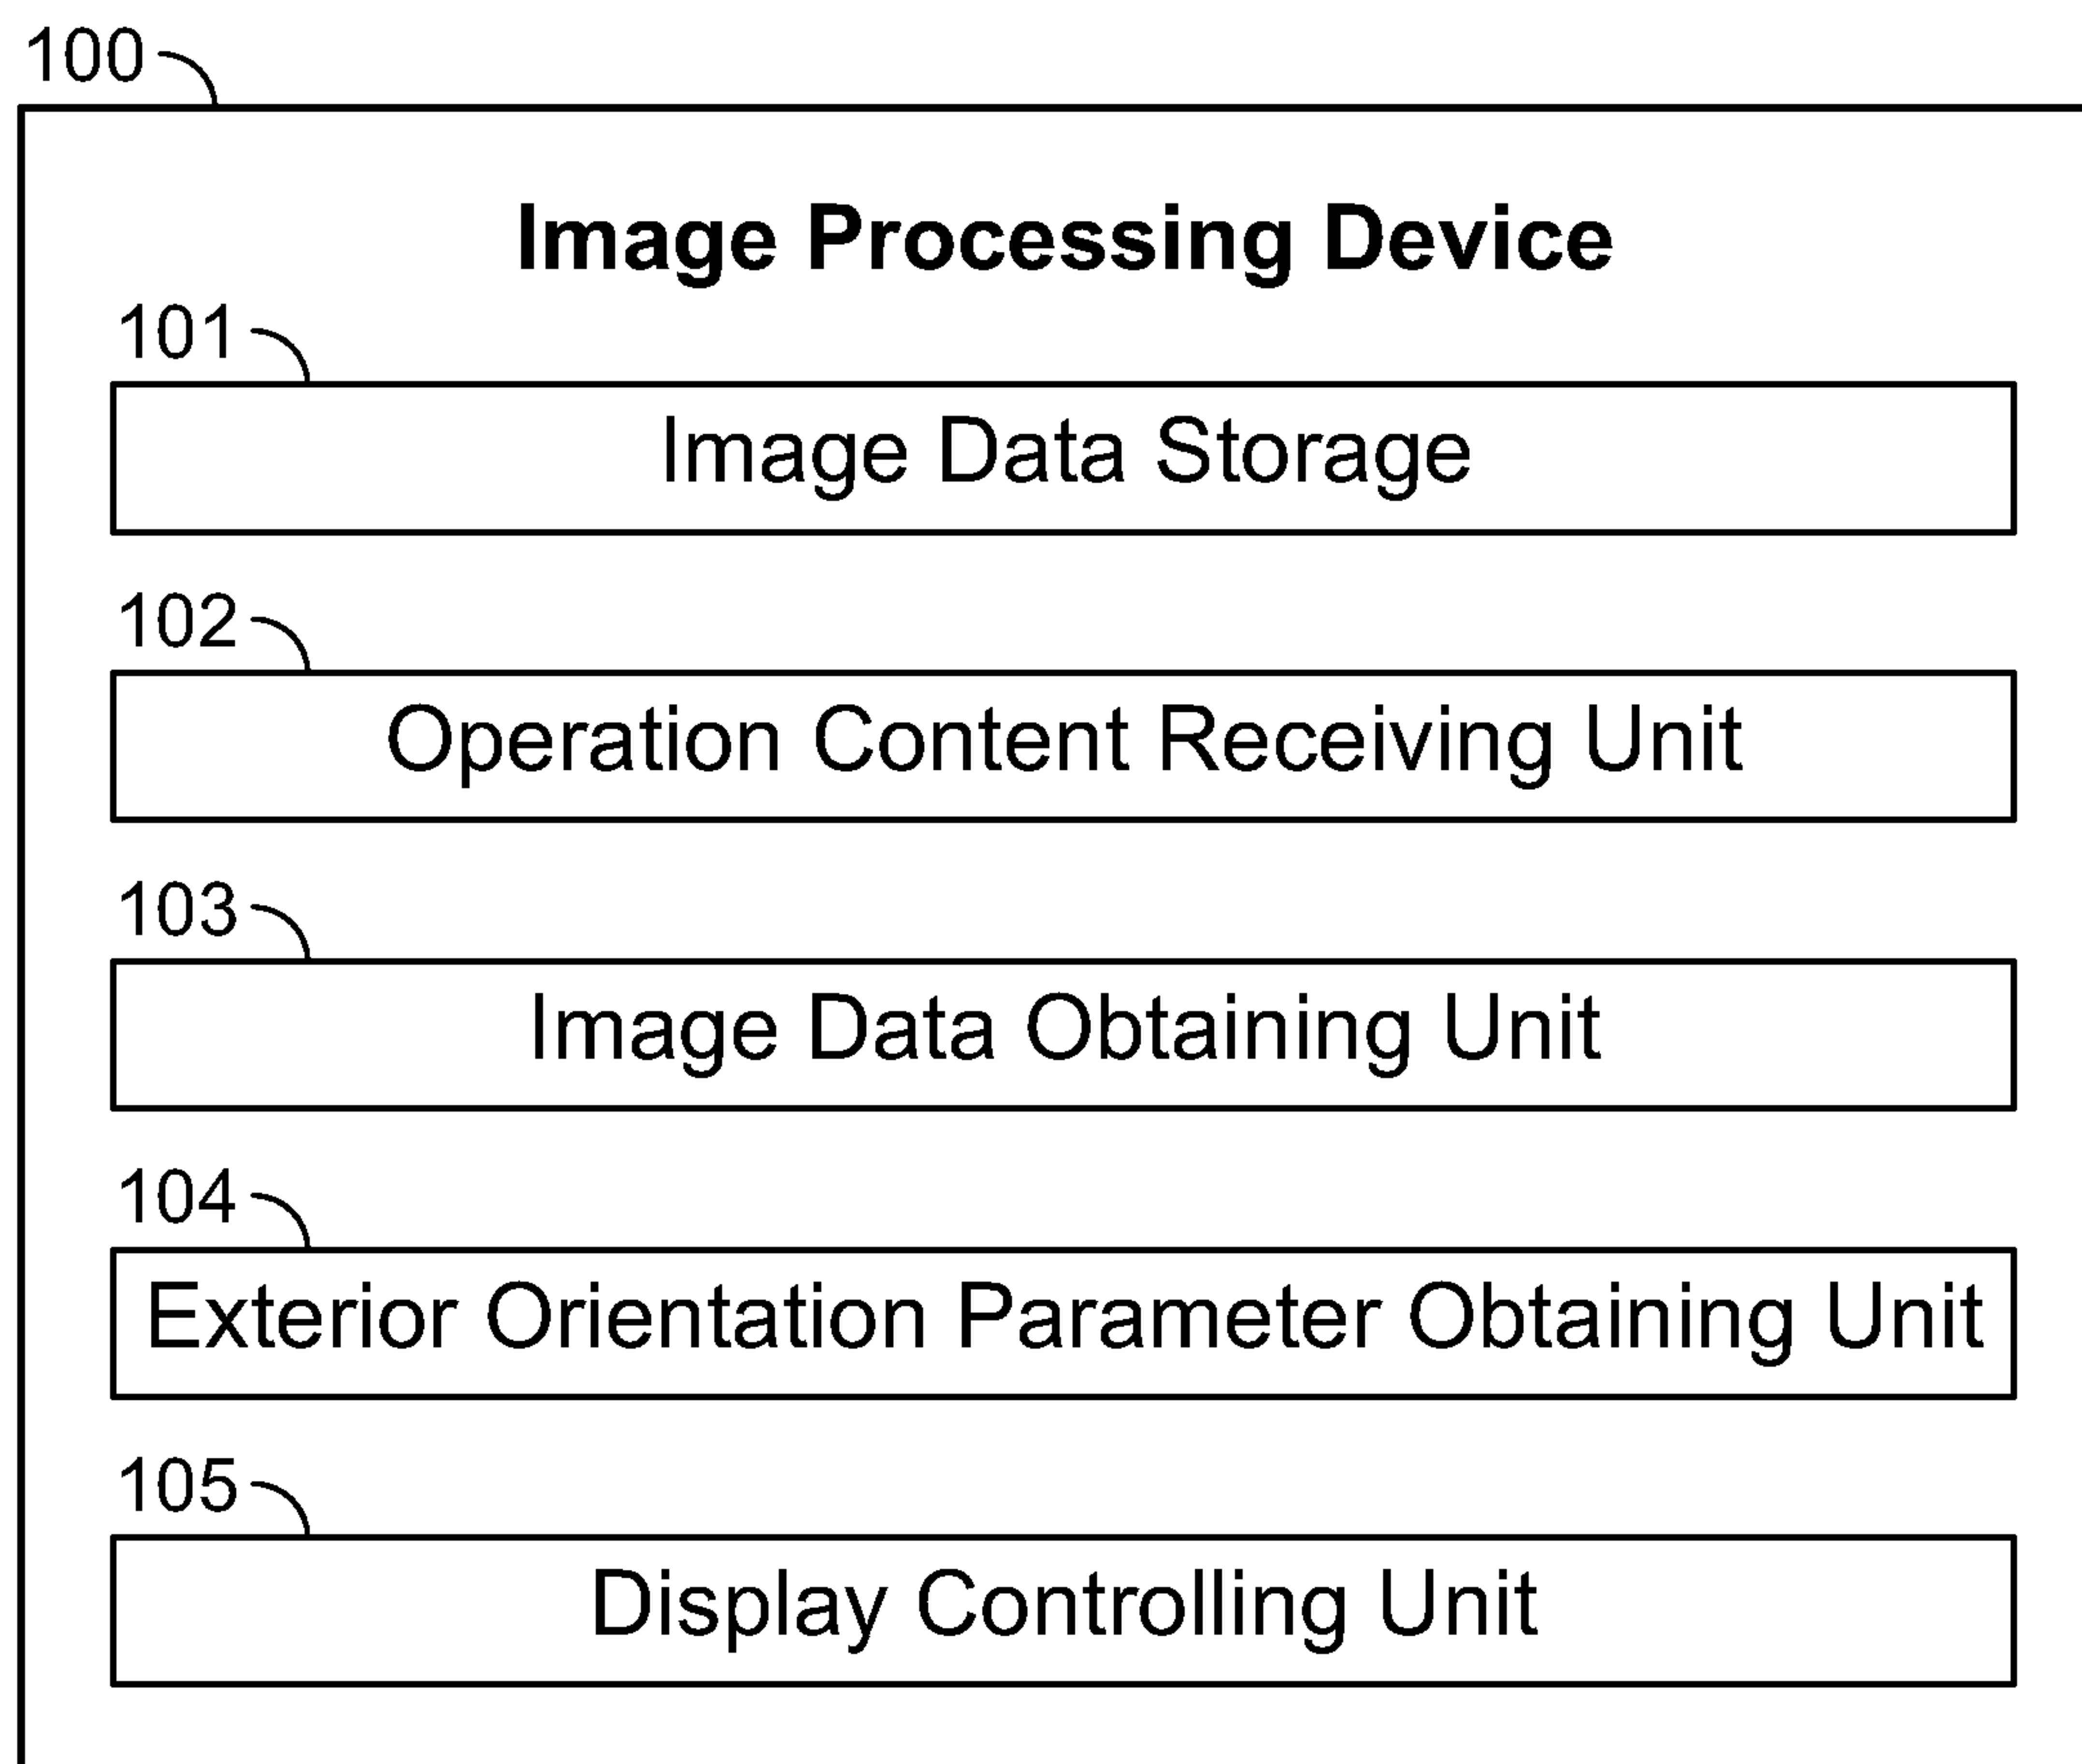 100
Image Processing Device
101
Image Data Storage
102
Operation Content Receiving Unit
103
Image Data Obtaining Unit
104
Exterior Orientation Parameter Obtaining Unit
105
Display Controlling Unit